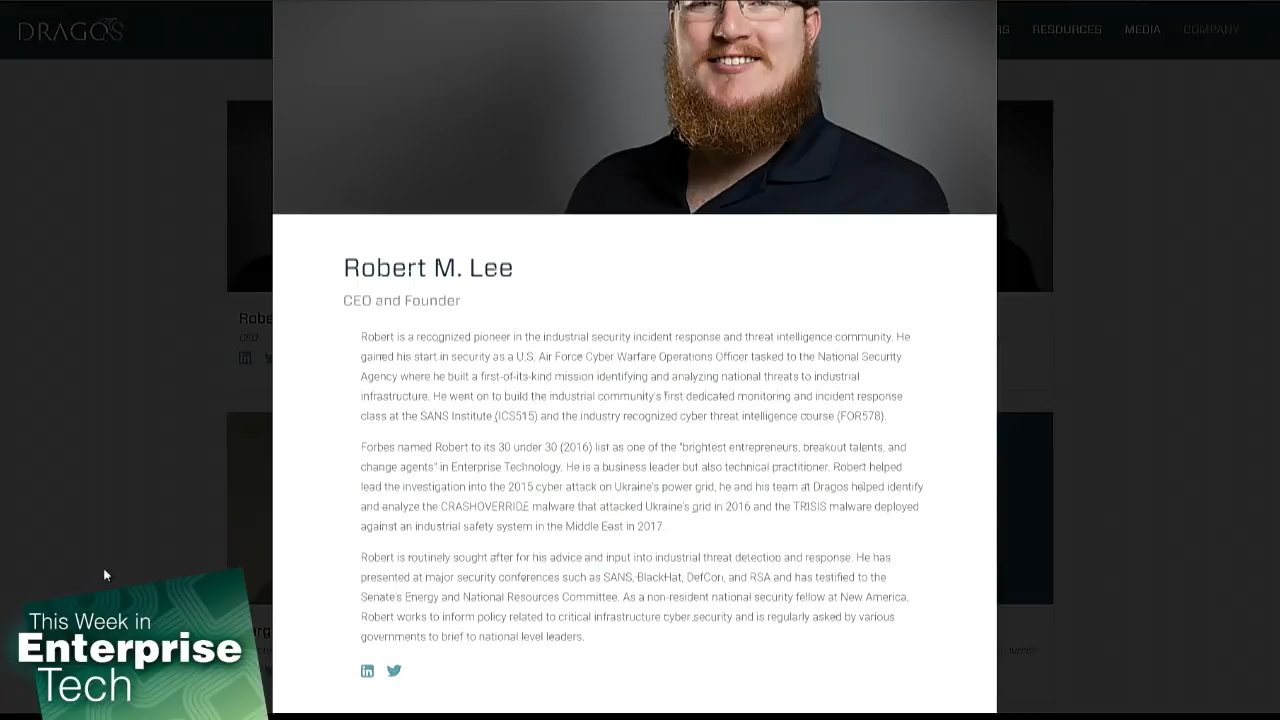 DRAGOS
RS RESOURCES MEDIA COMPANY
Robert M. Lee
CEO and Founder
Robert is a recognized pioneer in the industrial security incident response and threat intelligence community. He
gained his start in security as a U.S. Air Force Cyber Warfare Operations Officer tasked to the National Security
Agency where he built a first-of-its-kind mission identifying and analyzing national threats to industrial
infrastructure. He went on to build the industrial community's first dedicated monitoring and incident response
class at the SANS Institute (ICS515) and the industry recognized cyber threat intelligence course (FOR578).
Forbes named Robert to its 30 under 30 (2016) list as one of the "brightest entrepreneurs, breakout talents, and
change agents" in Enterprise Technology. He is a business leader but also technical practitioner. Robert helped
lead the investigation into the 2015 cyber attack on Ukraine's power grid, he and his team at Dragos helped identify
and analyze the CRASHOVERRIDE malware that attacked Ukraine's grid in 2016 and the TRISIS malware deployed
against an industrial safety system in the Middle East in 2017.
Robert is routinely sought after for his advice and input into industrial threat detection and response. He has
presented at major security conferences such as SANS, BlackHat, DefCon, and RSA and has testified to the
Senate's Energy and National Resources Committee. As a non-resident national security fellow at New America,
Robert works to inform policy related to critical infrastructure cyber security and is regularly asked by various
governments to brief to national level leaders.
Robe
CEO
This Week in
Enterprise
Tech